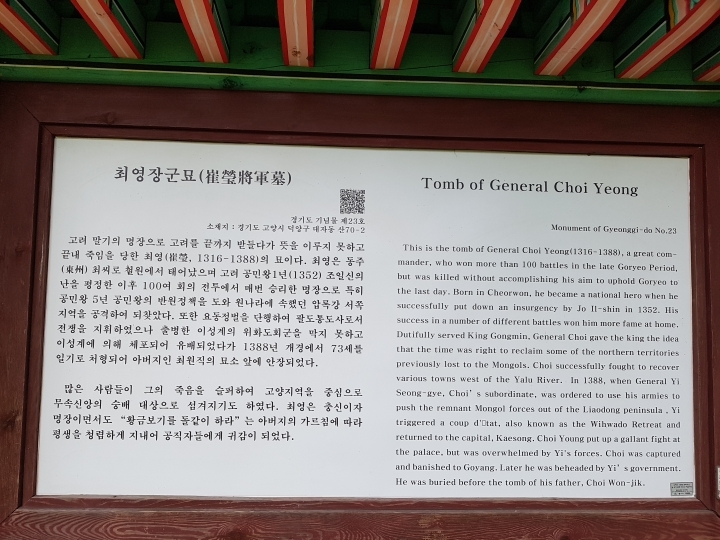 최영장군묘(崔瑩將軍墓)
경기도 기념물 제23호
소재지 : 경기도 고양시 덕양구 대자동 산70-2
고려 말기의 명장으로 고려를 끝까지 받들다가 뜻을 이루지 못하고
끝내 죽임을 당한 최영(崔瑩, 1316-1388)의 묘이다. 최영은 동주
(東州) 최씨로 철원에서 태어났으며 고려 공민왕1년(1352) 조일신의
난을 평정한 이후 100여 회의 전투에서 매번 승리한 명장으로 특히
공민왕 5년 공민왕의 반원정책을 도와 원나라에 속했던 압록강 서쪽
지역을 공격하여 되찾았다. 또한 요동정벌을 단행하여 팔도통도사로서
전쟁을 지휘하였으나 출병한 이성계의 위화도회군을 막지 못하고
이성계에 의해 체포되어 유배되었다가 1388년 개경에서 73세를
일기로 처형되어 아버지인 최원직의 묘소 앞에 안장되었다.
많은 사람들이 그의 죽음을 슬퍼하여 고양지역을 중심으로
무속신앙의 숭배 대상으로 섬겨지기도 하였다. 최영은 충신이자
명장이면서도 “황금보기를 돌같이 하라”는 아버지의 가르침에 따라
평생을 청렴하게 지내어 공직자들에게 귀감이 되었다.
Tomb of General Choi Yeong
Monument of Gyeonggi-do No.23
This is the tomb of General Choi Yeong(1316-1388), a great com-
mander, who won more than 100 battles in the late Goryeo Period,
but was killed without accomplishing his aim to uphold Goryeo to
the last day. Born in Cheorwon, he became a national hero when he
successfully put down an insurgency by Jo Il-shin in 1352. His
success in a number of different battles won him more fame at home.
Dutifully served King Gongmin, General Choi gave the king the idea
that the time was right to reclaim some of the northern territories
previously lost to the Mongols. Choi successfully fought to recover
various towns west of the Yalu River. In 1388, when General Yi
Seong-gye, Choi’s subordinate, was ordered to use his armies to
push the remnant Mongol forces out of the Liaodong peninsula , Yi
triggered a coup d’□tat, also known as the Wihwado Retreat and
returned to the capital, Kaesong. Choi Young put up a gallant fight at
the palace, but was overwhelmed by Yi’s forces. Choi was captured
and banished to Goyang. Later he was beheaded by Yi’s government.
He was buried before the tomb of his father, Choi Won-jik.